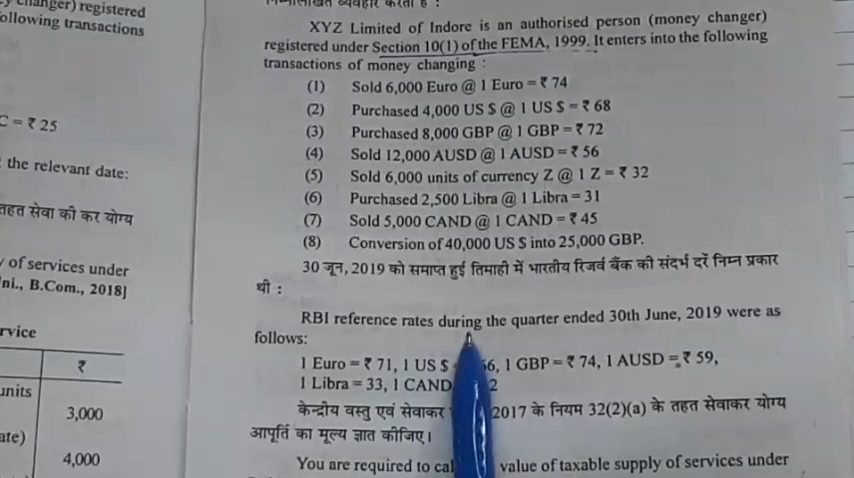 nger) registered
ollowing transactions
C = ₹ 25
the relevant date:
तहत सेवा की कर योग्य
of services under
ni., B.Com., 2018]
rvice
₹
units
3,000
ate)
4,000
निम्नलिखित व्यवहार करती है :
XYZ Limited of Indore is an authorised person (money changer)
registered under Section 10(1) of the FEMA, 1999. It enters into the following
transactions of money changing :
(1) Sold 6,000 Euro @ 1 Euro = ₹ 74
(2) Purchased 4,000 US $ @ 1 US $ = ₹ 68
(3) Purchased 8,000 GBP @ 1 GBP = ₹ 72
(4) Sold 12,000 AUSD @ 1 AUSD = ₹ 56
(5) Sold 6,000 units of currency Z @ 1 Z = ₹ 32
(6) Purchased 2,500 Libra @ 1 Libra = 31
(7) Sold 5,000 CAND @ 1 CAND = ₹ 45
(8) Conversion of 40,000 US $ into 25,000 GBP.
30 जून, 2019 को समाप्त हुई तिमाही में भारतीय रिजर्व बैंक की संदर्भ दरें निम्न प्रकार
थी :
RBI reference rates during the quarter ended 30th June, 2019 were as
follows:
1 Euro = ₹ 71, 1 US $ 66, 1 GBP = ₹ 74, 1 AUSD = ₹ 59,
1 Libra = 33, 1 CAND 2
केन्द्रीय वस्तु एवं सेवाकर 2017 के नियम 32(2)(a) के तहत सेवाकर योग्य
आपूर्ति का मूल्य ज्ञात कीजिए।
You are required to cal value of taxable supply of services under